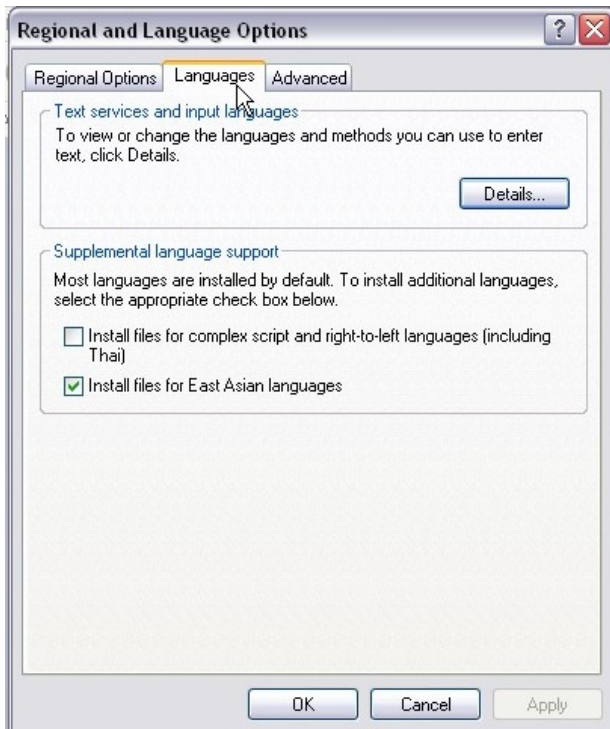 Regional and Language Options
Regional Options Languages Advanced
Text services and input languages
To view or change the languages and methods you can use to enter
text, click Details.
Details...
Supplemental language support
Most languages are installed by default. To install additional languages,
select the appropriate check box below.
Install files for complex script and right-to-left languages (including
Thai)
Install files for East Asian languages
OK Cancel Apply